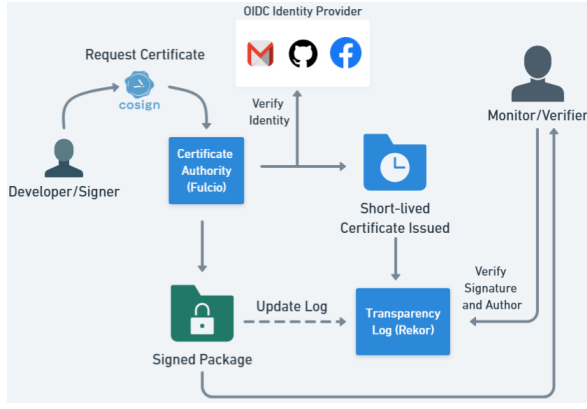 OIDC Identity Provider
Request Certificate
cosign
Verify
Identity
Monitor/Verifier
Developer/Signer
Certificate
Authority
(Fulcio)
Short-lived
Certificate Issued
Verify
Signature
and Author
Update Log
Transparency
Log (Rekor)
Signed Package